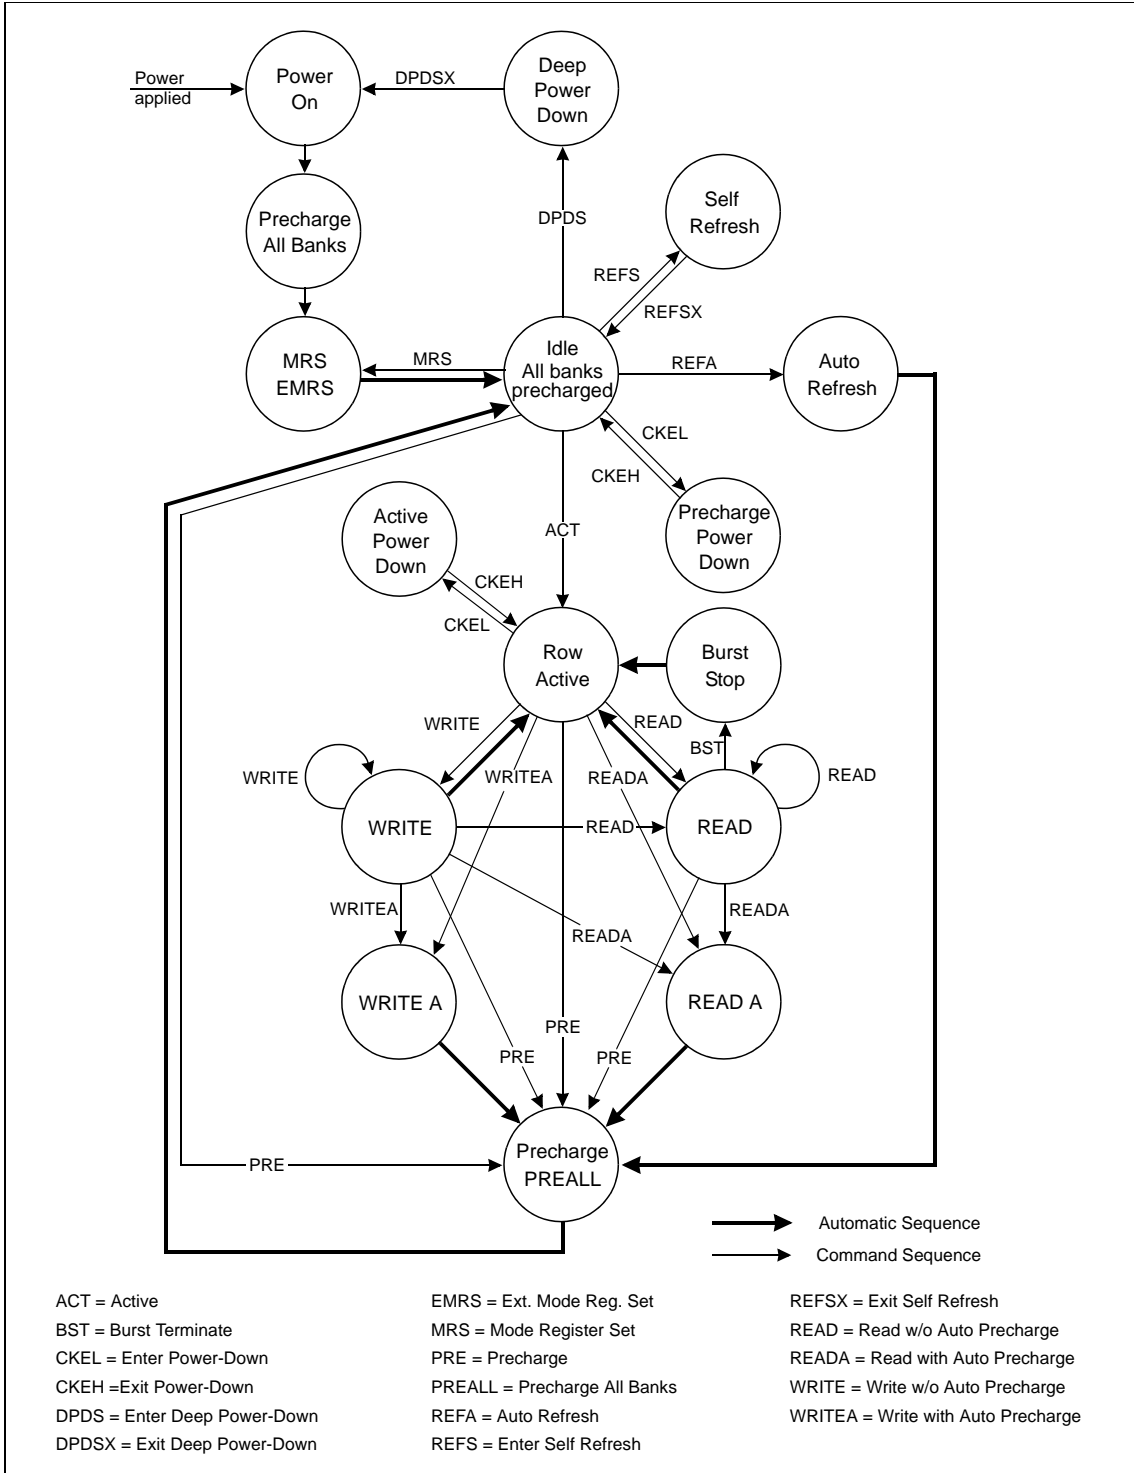 Power
applied
Power
On
DPDSX
Deep
Power
Down
Precharge
All Banks
DPDS
Self
Refresh
REFS
REFSX
MRS
EMRS
MRS
Idle
All banks
precharged
REFA
Auto
Refresh
CKEL
CKEH
Active
Power
Down
ACT
Precharge
Power
Down
CKEH
CKEL
Row
Active
Burst
Stop
WRITE
READ
BST
WRITE
WRITEA
READA
READ
WRITE
READ
READ
WRITEA
READA
READA
WRITE A
READ A
PRE
PRE
PRE
Precharge
PREALL
PRE
Automatic Sequence
Command Sequence
ACT = Active
BST = Burst Terminate
CKEL = Enter Power-Down
CKEH =Exit Power-Down
DPDS = Enter Deep Power-Down
DPDSX = Exit Deep Power-Down
EMRS = Ext. Mode Reg. Set
MRS = Mode Register Set
PRE = Precharge
PREALL = Precharge All Banks
REFA = Auto Refresh
REFS = Enter Self Refresh
REFSX = Exit Self Refresh
READ = Read w/o Auto Precharge
READA = Read with Auto Precharge
WRITE = Write w/o Auto Precharge
WRITEA = Write with Auto Precharge